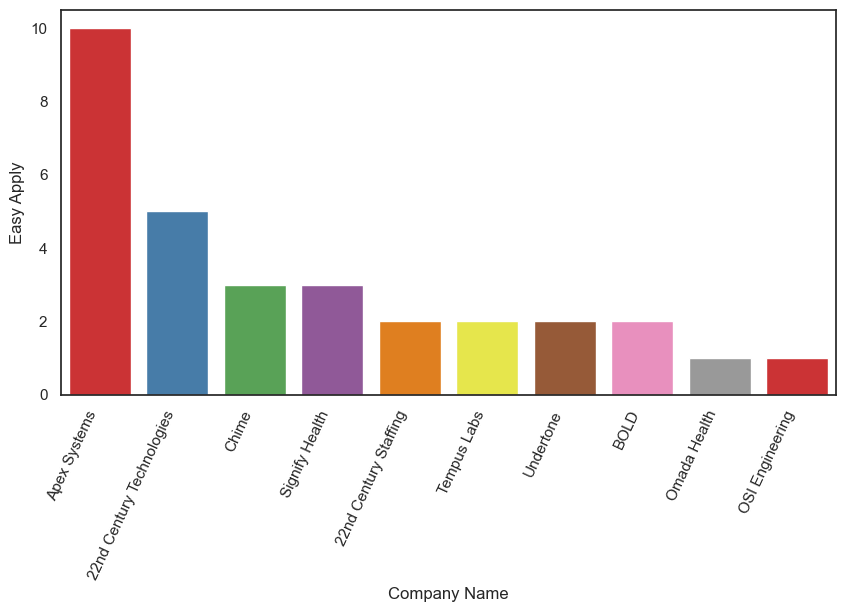 10
8
6
4
2
0
Easy Apply
Apex Systems
22nd Century Technologies
Chime
Signify Health
22nd Century Staffing
Tempus Labs
Undertone
BOLD
Omada Health
OSI Engineering
Company Name